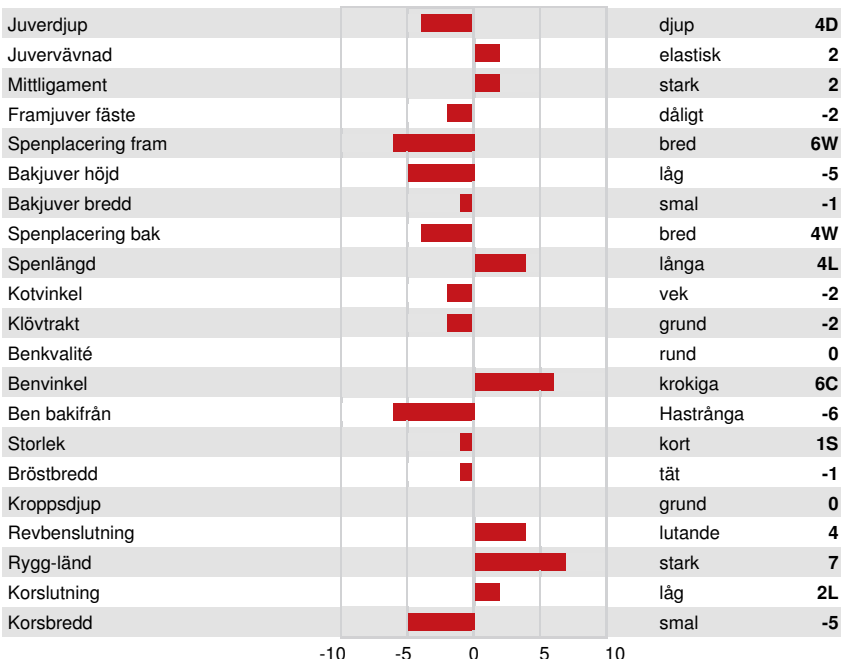 Juverdjup djup 4D
Juvervävnad elastisk 2
Mittligament stark 2
Framjuver fäste dåligt -2
Spenplacering fram bred 6W
Bakjuver höjd låg -5
Bakjuver bredd smal -1
Spenplacering bak bred 4W
Spenlängd långa 4L
Kotvinkel vek -2
Klövtrakt grund -2
Benkvalité rund 0
Benvinkel krokiga 6C
Ben bakifrån Hastrånga -6
Storlek kort 1S
Bröstbredd tät -1
Kroppsdjup grund 0
Revbenslutning lutande 4
Rygg-länd stark 7
Korslutning låg 2L
Korsbredd smal -5
-10 -5 0 5 10